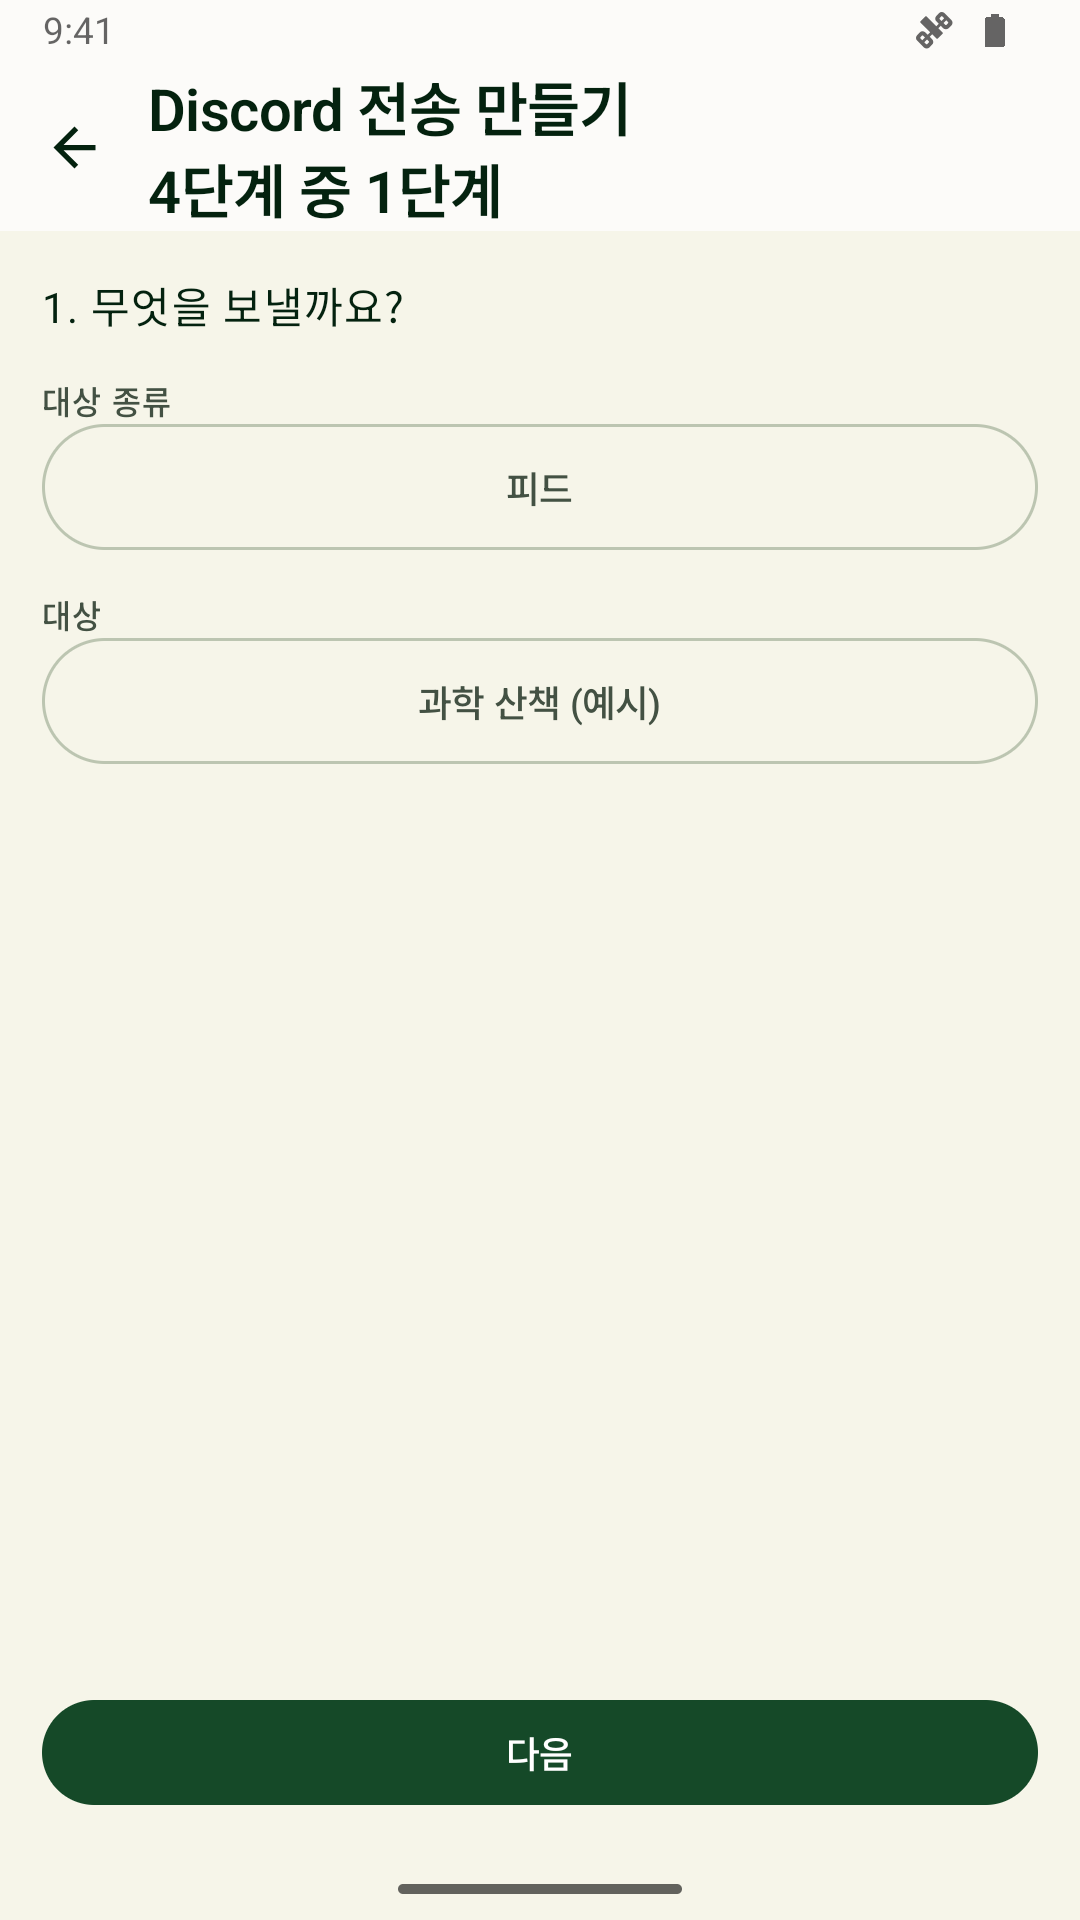 9:41
Discord 전송 만들기
4단계 중 1단계
1. 무엇을 보낼까요?
대상 종류
피드
대상
과학 산책 (예시)
다음